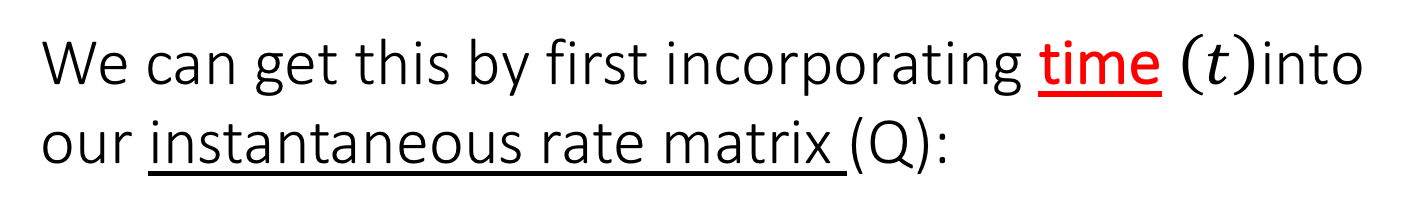 We can get this by first incorporating time (t)into
our instantaneous rate matrix (Q):